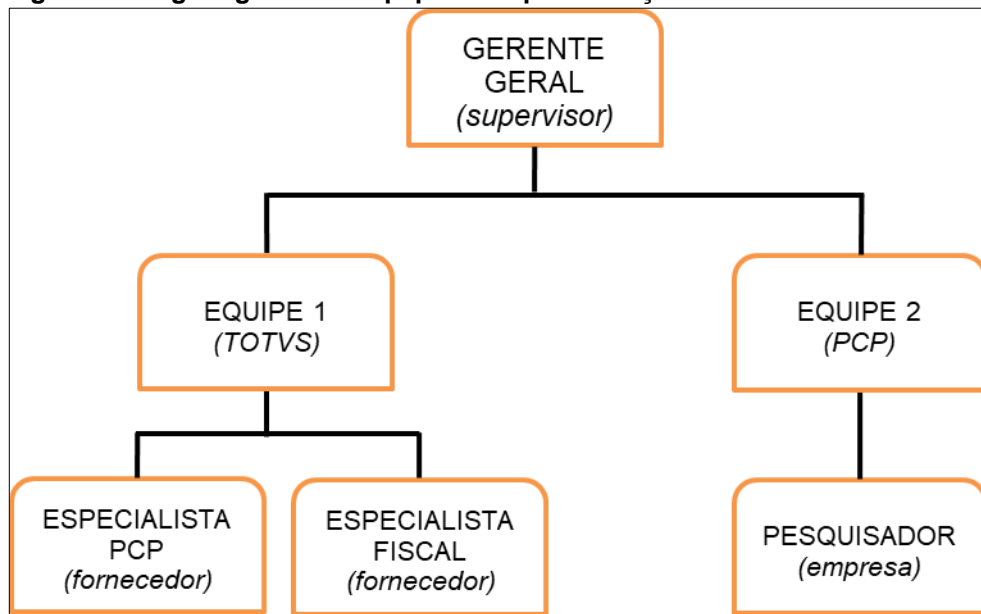 GERENTE
GERAL
(supervisor)
EQUIPE 1
(TOTVS)
EQUIPE 2
(PCP)
ESPECIALISTA
PCP
(fornecedor)
ESPECIALISTA
FISCAL
(fornecedor)
PESQUISADOR
(empresa)